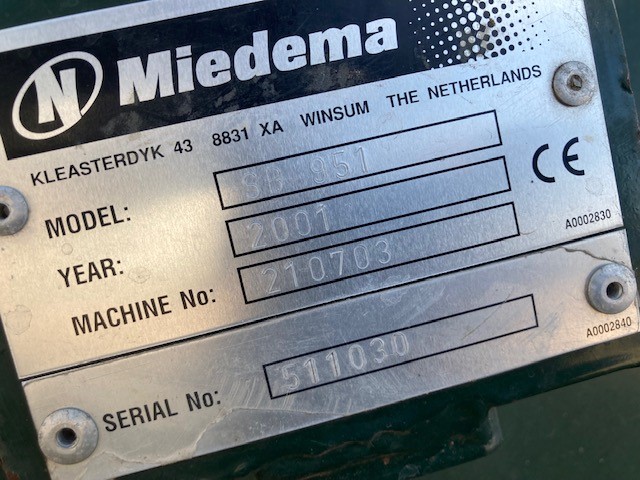 N Miedema
KLEASTERDYK 43 8831 XA WINSUM THE NETHERLANDS
MODEL: SB 951
YEAR: 2001
MACHINE No: 210703
CE
A0002830
SERIAL No: 511030
A0002840